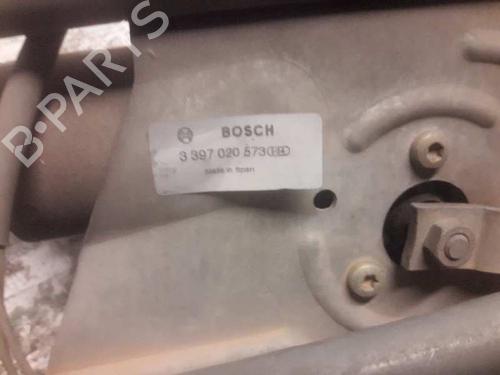 BOSCH
3 397 020 573
Made in Spain
B-PARTS